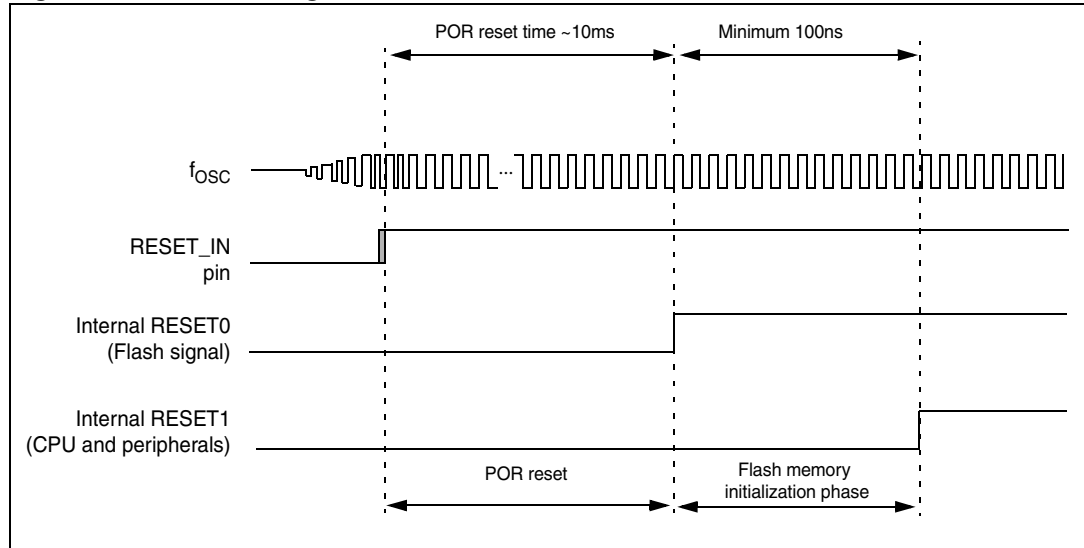 POR reset time ~10ms
Minimum 100ns
fOSC
...
RESET_IN
pin
Internal RESET0
(Flash signal)
Internal RESET1
(CPU and peripherals)
POR reset
Flash memory
initialization phase